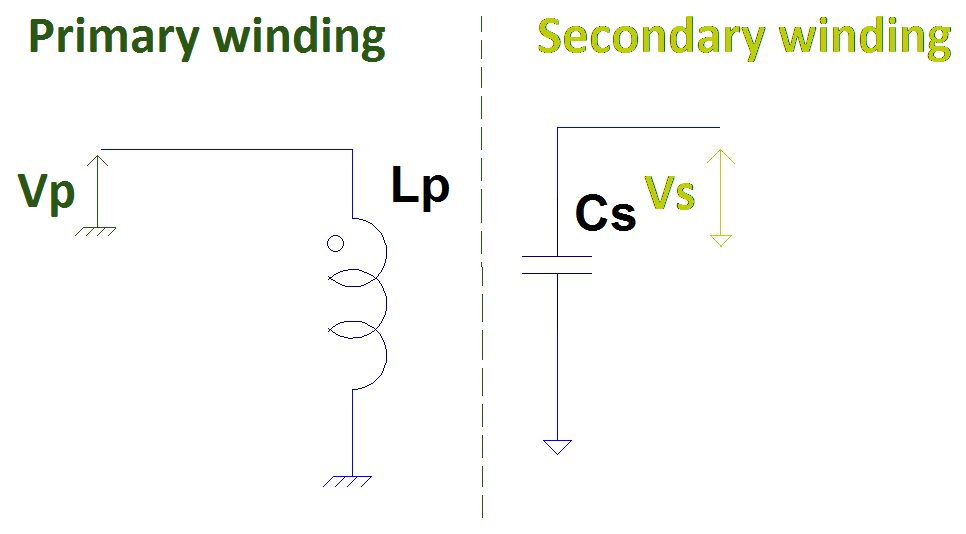 Primary winding
Secondary winding
Vp
Lp
Cs
Vs